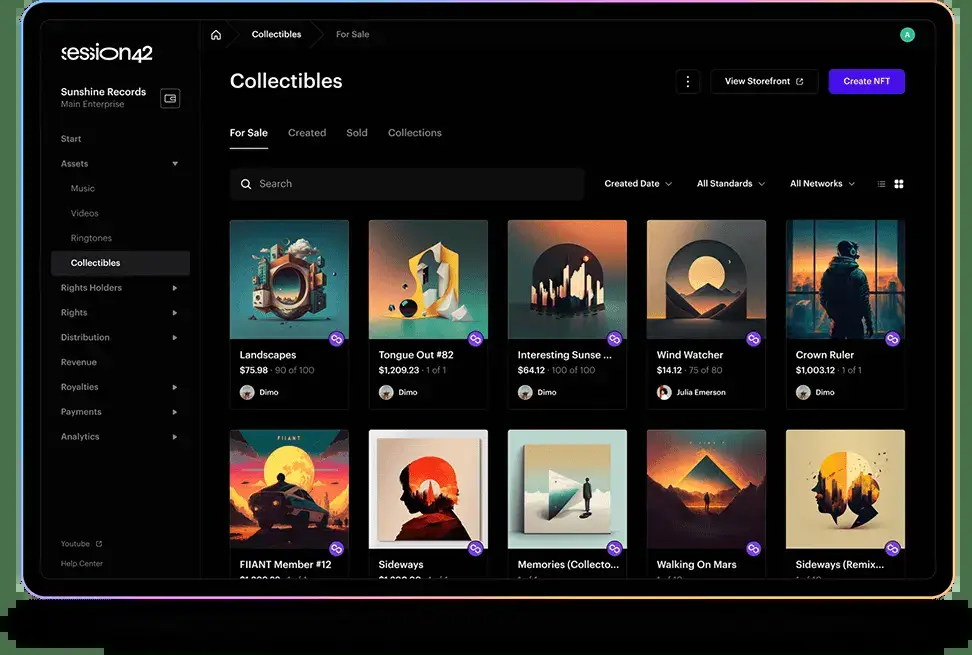 session42
Collectibles
For Sale
A
Sunshine Records
Main Enterprise
Start
Assets
Music
Videos
Ringtones
Collectibles
Rights Holders
Rights
Distribution
Revenue
Royalties
Payments
Analytics
Youtube
Help Center
Collectibles
View Storefront
Create NFT
For Sale
Created
Sold
Collections
Search
Created Date
All Standards
All Networks
Landscapes
$75.98 · 90 of 100
Dimo
Tongue Out #82
$1,209.23 · 1 of 1
Dimo
Interesting Sunse ...
$64.12 · 100 of 100
Dimo
Wind Watcher
$14.12 · 75 of 80
Julia Emerson
Crown Ruler
$1,003.12 · 1 of 1
Dimo
FIIANT
FIIANT Member #12
Sideways
Memories (Collecto...
Walking On Mars
Sideways (Remix...